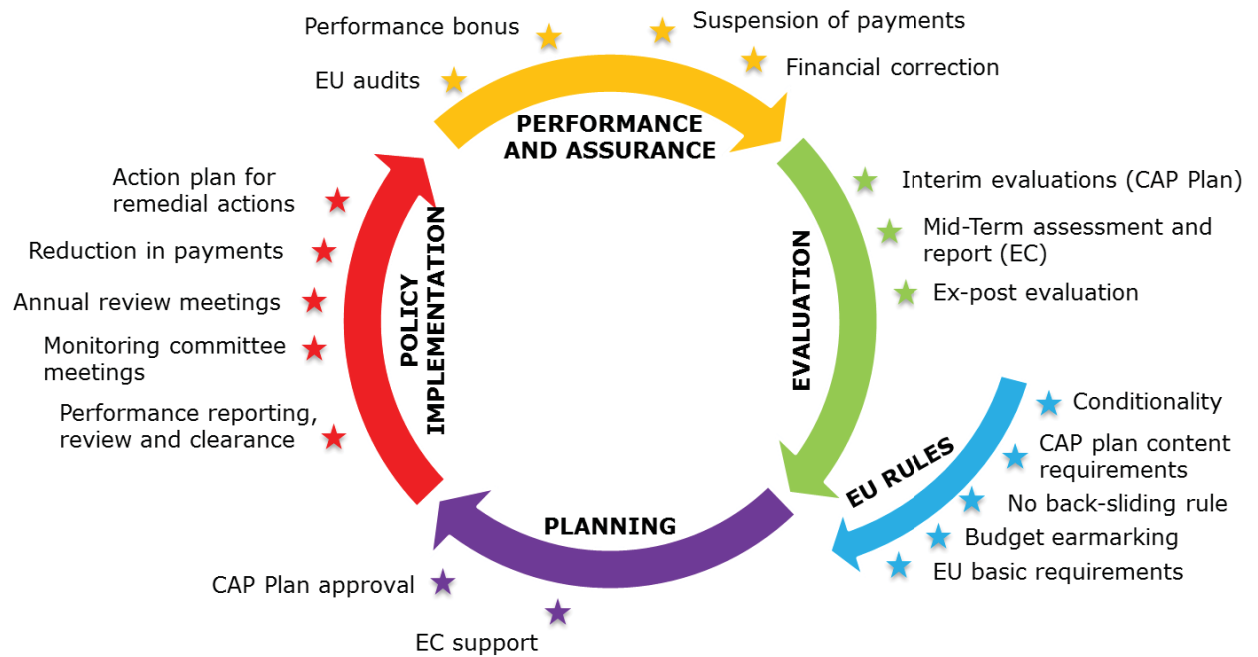 Performance bonus
Suspension of payments
EU audits
Financial correction
PERFORMANCE
AND ASSURANCE
Action plan for
remedial actions
Reduction in payments
Annual review meetings
Monitoring committee
meetings
Performance reporting,
review and clearance
POLICY
IMPLEMENTATION
Interim evaluations (CAP Plan)
Mid-Term assessment and
report (EC)
Ex-post evaluation
EVALUATION
Conditionality
CAP plan content
requirements
No back-sliding rule
Budget earmarking
EU basic requirements
EU RULES
PLANNING
CAP Plan approval
EC support